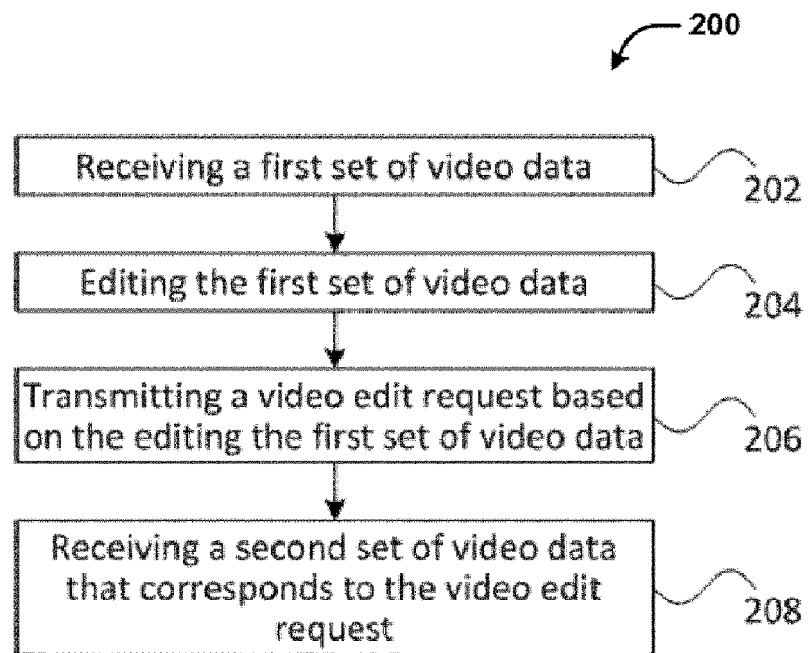 200
Receiving a first set of video data
202
Editing the first set of video data
204
Transmitting a video edit request based
on the editing the first set of video data
206
Receiving a second set of video data
that corresponds to the video edit
request
208